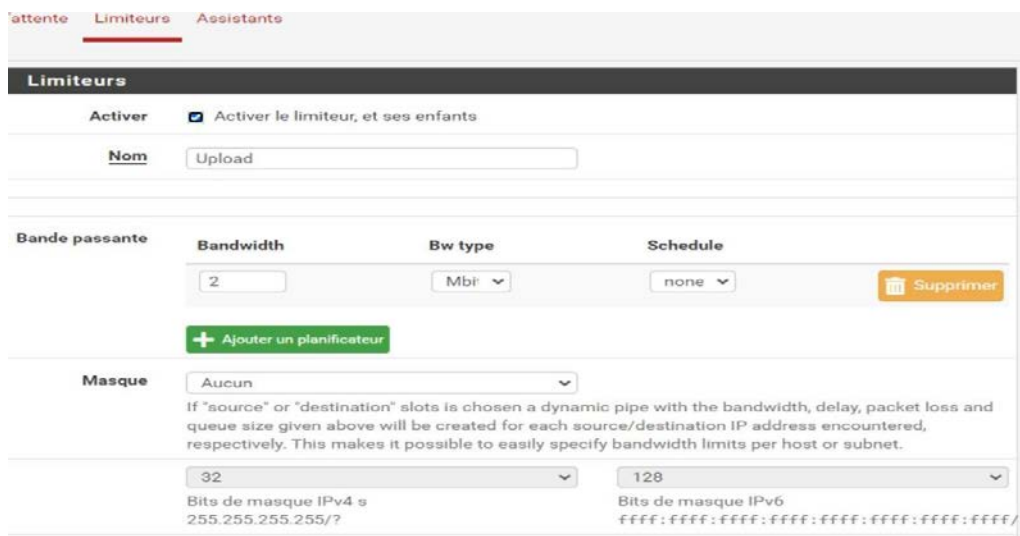 'attente Limiteurs Assistants
Limiteurs
Activer Activer le limiteur, et ses enfants
Nom Upload
Bande passante Bandwidth Bw type Schedule
2 Mbi none Supprimer
Ajouter un planificateur
Masque Aucun
If "source" or "destination" slots is chosen a dynamic pipe with the bandwidth, delay, packet loss and
queue size given above will be created for each source/destination IP address encountered,
respectively. This makes it possible to easily specify bandwidth limits per host or subnet.
32 128
Bits de masque IPv4 s Bits de masque IPv6
255.255.255.255/? ffff:ffff:ffff:ffff:ffff:ffff:ffff:ffff/